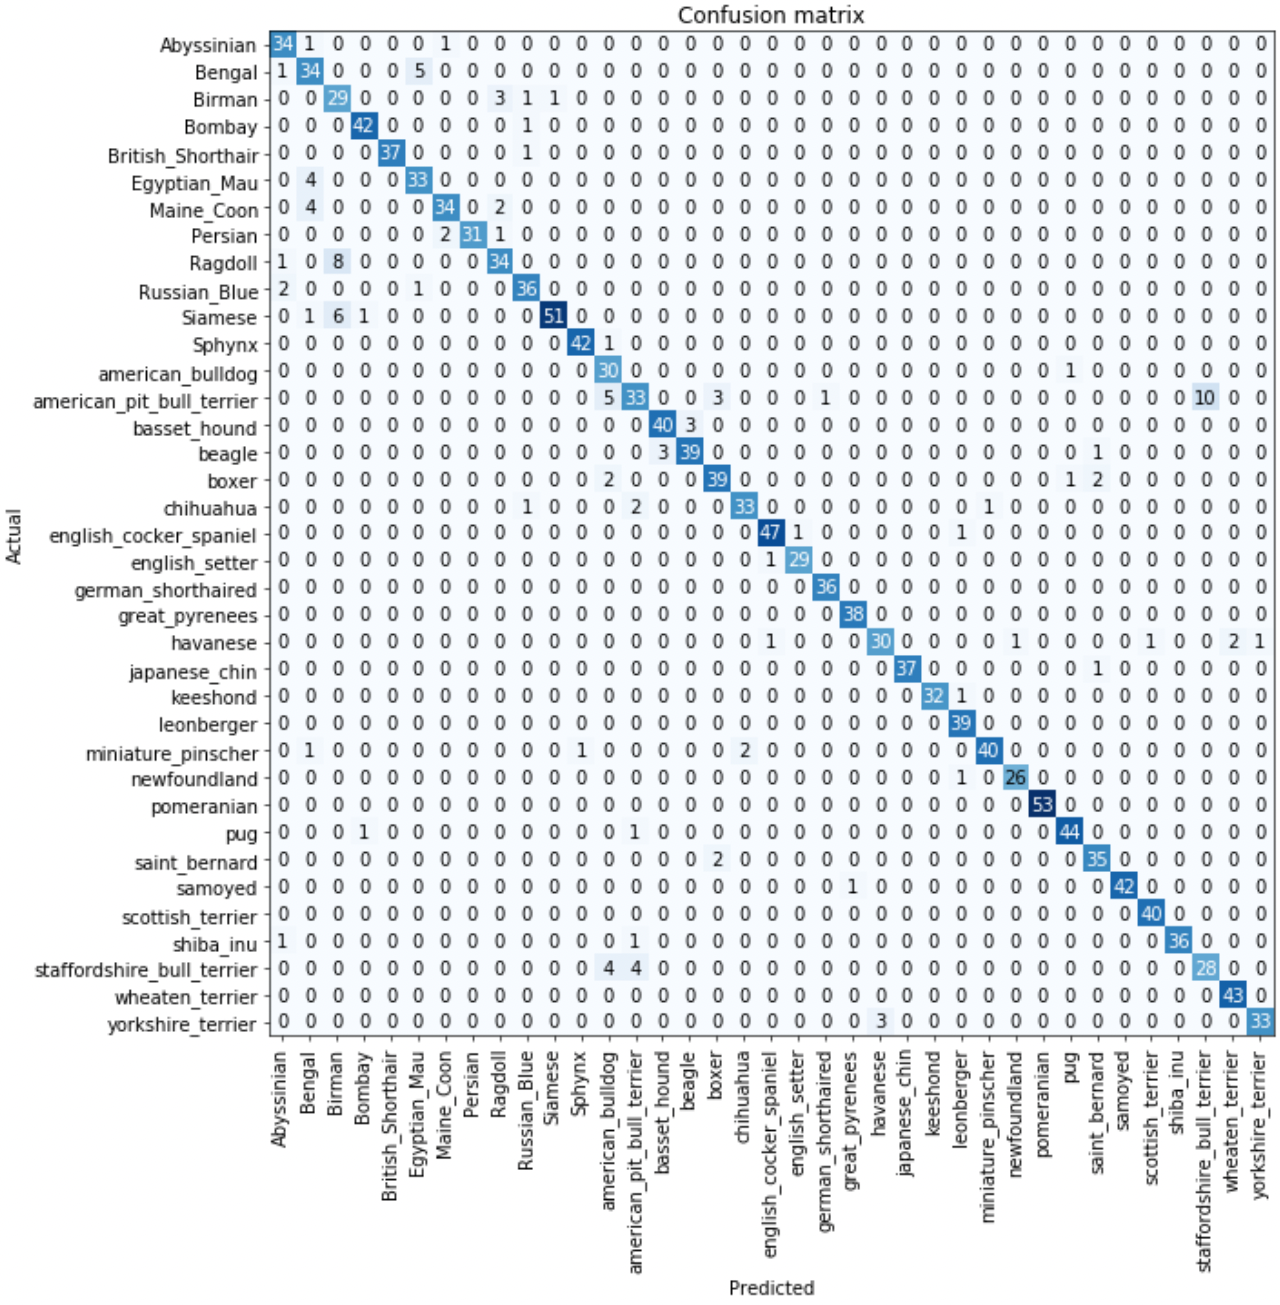 Confusion matrix
Abyssinian 34 1 0 0 0 0 1 0 0 0 0 0 0 0 0 0 0 0 0 0 0 0 0 0 0 0 0 0 0 0 0 0 0 0 0 0 0
Bengal 1 34 0 0 0 5 0 0 0 0 0 0 0 0 0 0 0 0 0 0 0 0 0 0 0 0 0 0 0 0 0 0 0 0 0 0 0
Birman 0 0 29 0 0 0 0 0 3 1 1 0 0 0 0 0 0 0 0 0 0 0 0 0 0 0 0 0 0 0 0 0 0 0 0 0 0
Bombay 0 0 0 42 0 0 0 0 0 1 0 0 0 0 0 0 0 0 0 0 0 0 0 0 0 0 0 0 0 0 0 0 0 0 0 0 0
British_Shorthair 0 0 0 0 37 0 0 0 0 1 0 0 0 0 0 0 0 0 0 0 0 0 0 0 0 0 0 0 0 0 0 0 0 0 0 0 0
Egyptian_Mau 0 4 0 0 0 33 0 0 0 0 0 0 0 0 0 0 0 0 0 0 0 0 0 0 0 0 0 0 0 0 0 0 0 0 0 0 0
Maine_Coon 0 4 0 0 0 0 34 0 2 0 0 0 0 0 0 0 0 0 0 0 0 0 0 0 0 0 0 0 0 0 0 0 0 0 0 0 0
Persian 0 0 0 0 0 0 2 31 1 0 0 0 0 0 0 0 0 0 0 0 0 0 0 0 0 0 0 0 0 0 0 0 0 0 0 0 0
Ragdoll 1 0 8 0 0 0 0 0 34 0 0 0 0 0 0 0 0 0 0 0 0 0 0 0 0 0 0 0 0 0 0 0 0 0 0 0 0
Russian_Blue 2 0 0 0 0 1 0 0 0 36 0 0 0 0 0 0 0 0 0 0 0 0 0 0 0 0 0 0 0 0 0 0 0 0 0 0 0
Siamese 0 1 6 1 0 0 0 0 0 0 51 0 0 0 0 0 0 0 0 0 0 0 0 0 0 0 0 0 0 0 0 0 0 0 0 0 0
Sphynx 0 0 0 0 0 0 0 0 0 0 0 42 1 0 0 0 0 0 0 0 0 0 0 0 0 0 0 0 0 0 0 0 0 0 0 0 0
american_bulldog 0 0 0 0 0 0 0 0 0 0 0 0 30 0 0 0 0 0 0 0 0 0 0 0 0 0 0 0 0 1 0 0 0 0 0 0 0
american_pit_bull_terrier 0 0 0 0 0 0 0 0 0 0 0 0 5 33 0 0 3 0 0 0 1 0 0 0 0 0 0 0 0 0 0 0 0 0 10 0 0
basset_hound 0 0 0 0 0 0 0 0 0 0 0 0 0 0 40 3 0 0 0 0 0 0 0 0 0 0 0 0 0 0 0 0 0 0 0 0 0
beagle 0 0 0 0 0 0 0 0 0 0 0 0 0 0 3 39 0 0 0 0 0 0 0 0 0 0 0 0 0 0 1 0 0 0 0 0 0
boxer 0 0 0 0 0 0 0 0 0 0 0 0 2 0 0 0 39 0 0 0 0 0 0 0 0 0 0 0 0 1 2 0 0 0 0 0 0
chihuahua 0 0 0 0 0 0 0 0 0 1 0 0 0 2 0 0 0 33 0 0 0 0 0 0 0 0 1 0 0 0 0 0 0 0 0 0 0
english_cocker_spaniel 0 0 0 0 0 0 0 0 0 0 0 0 0 0 0 0 0 0 47 1 0 0 0 0 0 1 0 0 0 0 0 0 0 0 0 0 0
english_setter 0 0 0 0 0 0 0 0 0 0 0 0 0 0 0 0 0 0 1 29 0 0 0 0 0 0 0 0 0 0 0 0 0 0 0 0 0
german_shorthaired 0 0 0 0 0 0 0 0 0 0 0 0 0 0 0 0 0 0 0 0 36 0 0 0 0 0 0 0 0 0 0 0 0 0 0 0 0
great_pyrenees 0 0 0 0 0 0 0 0 0 0 0 0 0 0 0 0 0 0 0 0 0 38 0 0 0 0 0 0 0 0 0 0 0 0 0 0 0
havanese 0 0 0 0 0 0 0 0 0 0 0 0 0 0 0 0 0 0 1 0 0 0 30 0 0 0 0 1 0 0 0 0 1 0 0 2 1
japanese_chin 0 0 0 0 0 0 0 0 0 0 0 0 0 0 0 0 0 0 0 0 0 0 0 37 0 0 0 0 0 0 1 0 0 0 0 0 0
keeshond 0 0 0 0 0 0 0 0 0 0 0 0 0 0 0 0 0 0 0 0 0 0 0 0 32 1 0 0 0 0 0 0 0 0 0 0 0
leonberger 0 0 0 0 0 0 0 0 0 0 0 0 0 0 0 0 0 0 0 0 0 0 0 0 0 39 0 0 0 0 0 0 0 0 0 0 0
miniature_pinscher 0 1 0 0 0 0 0 0 0 0 0 1 0 0 0 0 0 2 0 0 0 0 0 0 0 0 40 0 0 0 0 0 0 0 0 0 0
newfoundland 0 0 0 0 0 0 0 0 0 0 0 0 0 0 0 0 0 0 0 0 0 0 0 0 0 1 0 26 0 0 0 0 0 0 0 0 0
pomeranian 0 0 0 0 0 0 0 0 0 0 0 0 0 0 0 0 0 0 0 0 0 0 0 0 0 0 0 0 53 0 0 0 0 0 0 0 0
pug 0 0 0 1 0 0 0 0 0 0 0 0 0 1 0 0 0 0 0 0 0 0 0 0 0 0 0 0 0 44 0 0 0 0 0 0 0
saint_bernard 0 0 0 0 0 0 0 0 0 0 0 0 0 0 0 0 2 0 0 0 0 0 0 0 0 0 0 0 0 0 35 0 0 0 0 0 0
samoyed 0 0 0 0 0 0 0 0 0 0 0 0 0 0 0 0 0 0 0 0 0 1 0 0 0 0 0 0 0 0 0 42 0 0 0 0 0
scottish_terrier 0 0 0 0 0 0 0 0 0 0 0 0 0 0 0 0 0 0 0 0 0 0 0 0 0 0 0 0 0 0 0 0 40 0 0 0 0
shiba_inu 1 0 0 0 0 0 0 0 0 0 0 0 0 1 0 0 0 0 0 0 0 0 0 0 0 0 0 0 0 0 0 0 0 36 0 0 0
staffordshire_bull_terrier 0 0 0 0 0 0 0 0 0 0 0 0 4 4 0 0 0 0 0 0 0 0 0 0 0 0 0 0 0 0 0 0 0 0 28 0 0
wheaten_terrier 0 0 0 0 0 0 0 0 0 0 0 0 0 0 0 0 0 0 0 0 0 0 0 0 0 0 0 0 0 0 0 0 0 0 0 43 0
yorkshire_terrier 0 0 0 0 0 0 0 0 0 0 0 0 0 0 0 0 0 0 0 0 0 0 3 0 0 0 0 0 0 0 0 0 0 0 0 0 33
Actual
Abyssinian
Bengal
Birman
Bombay
British_Shorthair
Egyptian_Mau
Maine_Coon
Persian
Ragdoll
Russian_Blue
Siamese
Sphynx
american_bulldog
american_pit_bull_terrier
basset_hound
beagle
boxer
chihuahua
english_cocker_spaniel
english_setter
german_shorthaired
great_pyrenees
havanese
japanese_chin
keeshond
leonberger
miniature_pinscher
newfoundland
pomeranian
pug
saint_bernard
samoyed
scottish_terrier
shiba_inu
staffordshire_bull_terrier
wheaten_terrier
yorkshire_terrier
Predicted